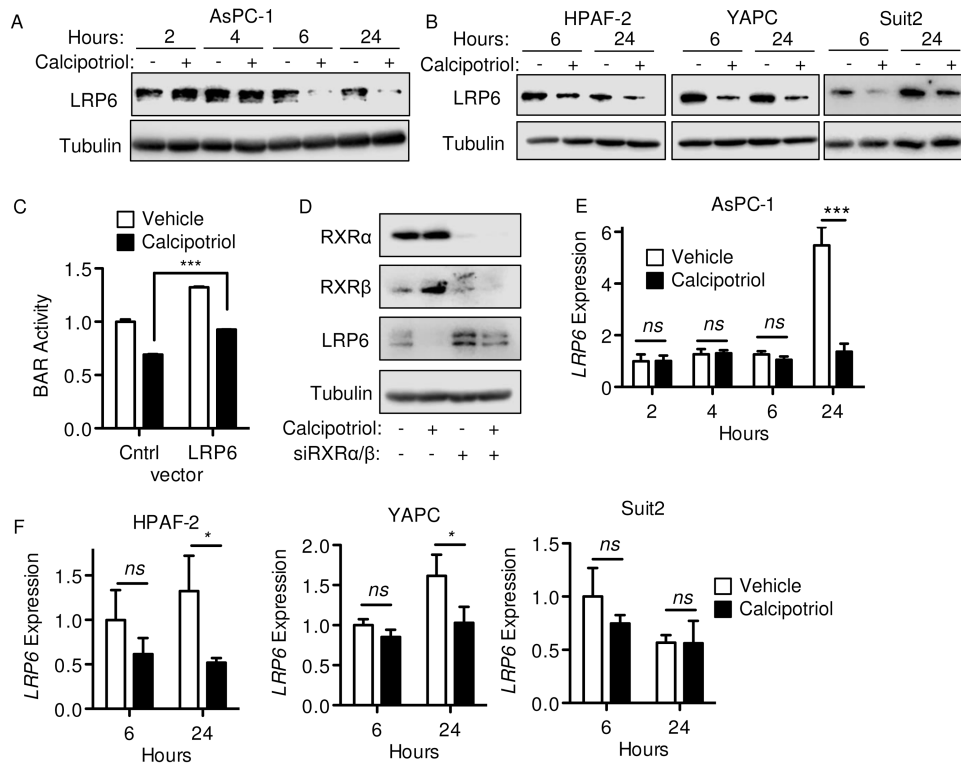 A
AsPC-1
Hours: 2 4 6 24
Calcipotriol: - + - + - + - +
LRP6
Tubulin
B
HPAF-2 YAPC Suit2
Hours: 6 24 6 24 6 24
Calcipotriol: - + - + - + - + - + - +
LRP6
Tubulin
C
Vehicle
Calcipotriol
BAR Activity
1.5
1.0
0.5
0.0
***
Cntrl LRP6
vector
D
RXRα
RXRβ
LRP6
Tubulin
Calcipotriol: - + - +
siRXRα/β: - - + +
E
AsPC-1
Vehicle
Calcipotriol
LRP6 Expression
6
4
2
0
ns ns ns ***
2 4 6 24
Hours
F
HPAF-2
LRP6 Expression
1.5
1.0
0.5
0.0
ns *
6 24
Hours
YAPC
LRP6 Expression
2.0
1.5
1.0
0.5
0.0
ns *
6 24
Hours
Suit2
LRP6 Expression
1.5
1.0
0.5
0.0
ns ns
6 24
Hours
Vehicle
Calcipotriol